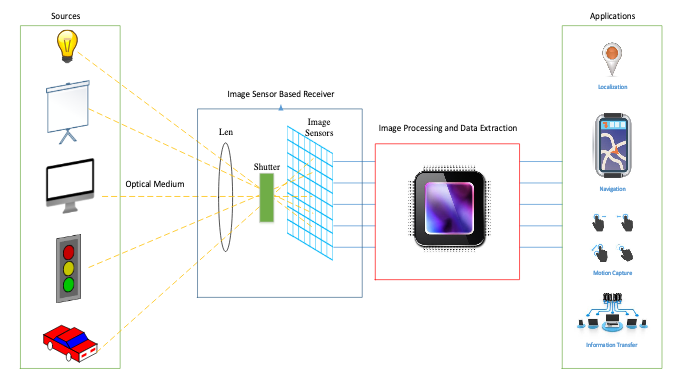 Sources
Applications
Image Sensor Based Receiver
Len
Image
Sensors
Shutter
Optical Medium
Image Processing and Data Extraction
Localization
Navigation
Motion Capture
Information Transfer